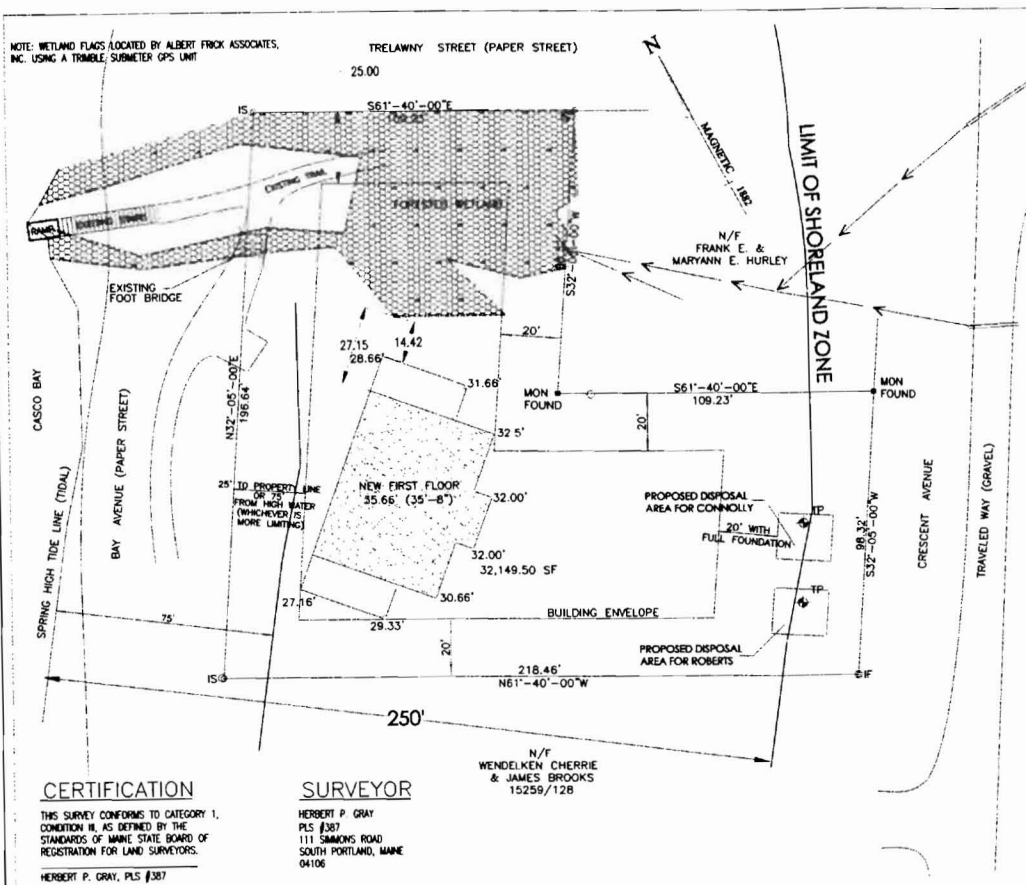 NOTE: WETLAND FLAGS LOCATED BY ALBERT FRICK ASSOCIATES,
INC. USING A TRIMBLE SUBMETER GPS UNIT
TRELAWNY STREET (PAPER STREET)
25.00
S61°-40'-00"E
109.23'
IS
N
MAGNETIC 1882
LIMIT OF SHORELAND ZONE
EXISTING TRAIL
EXISTING STAIRS
RAMP
FORESTED WETLAND
S32°-05'-00"W
N/F
FRANK E. &
MARYANN E. HURLEY
EXISTING
FOOT BRIDGE
27.15
28.66'
14.42
20'
31.66'
MON
FOUND
S61°-40'-00"E
109.23'
MON
FOUND
CASCO BAY
SPRING HIGH TIDE LINE (TIDAL)
BAY AVENUE (PAPER STREET)
N32°-05'-00"E
196.64
32.5'
20'
25' TO PROPERTY LINE
OR 75'
FROM HIGH WATER
(WHICHEVER IS
MORE LIMITING)
NEW FIRST FLOOR
35.66' (35'-8")
32.00'
32.00'
32,149.50 SF
30.66'
27.16'
29.33'
PROPOSED DISPOSAL
AREA FOR CONNOLLY
TP
20' WITH
FULL FOUNDATION
TP
98.32'
S32°-05'-00"W
CRESCENT AVENUE
TRAVELED WAY (GRAVEL)
BUILDING ENVELOPE
PROPOSED DISPOSAL
AREA FOR ROBERTS
75'
20'
IS
218.46'
N61°-40'-00"W
IF
250'
N/F
WENDELKEN CHERRIE
& JAMES BROOKS
15259/128
CERTIFICATION
THIS SURVEY CONFORMS TO CATEGORY 1,
CONDITION III, AS DEFINED BY THE
STANDARDS OF MAINE STATE BOARD OF
REGISTRATION FOR LAND SURVEYORS.
HERBERT P. GRAY, PLS #387
SURVEYOR
HERBERT P. GRAY
PLS #387
111 SIMMONS ROAD
SOUTH PORTLAND, MAINE
04106